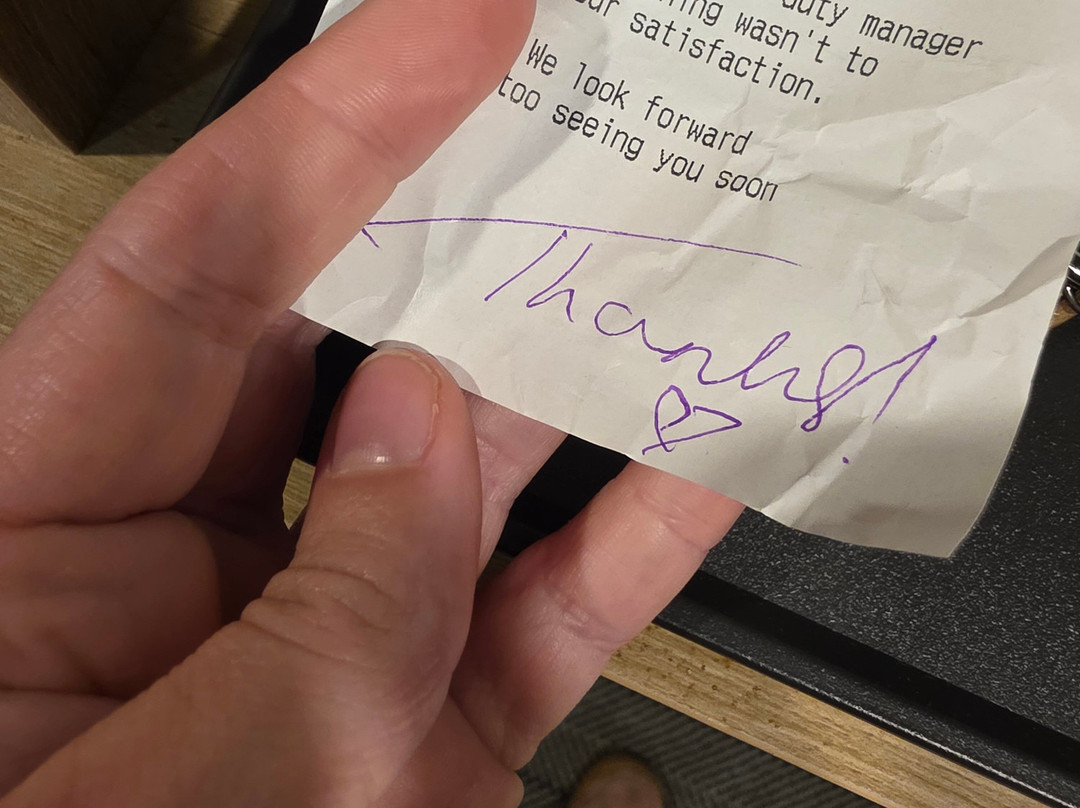 duty manager
wasn't to
satisfaction.
We look forward
too seeing you soon
Thanks!